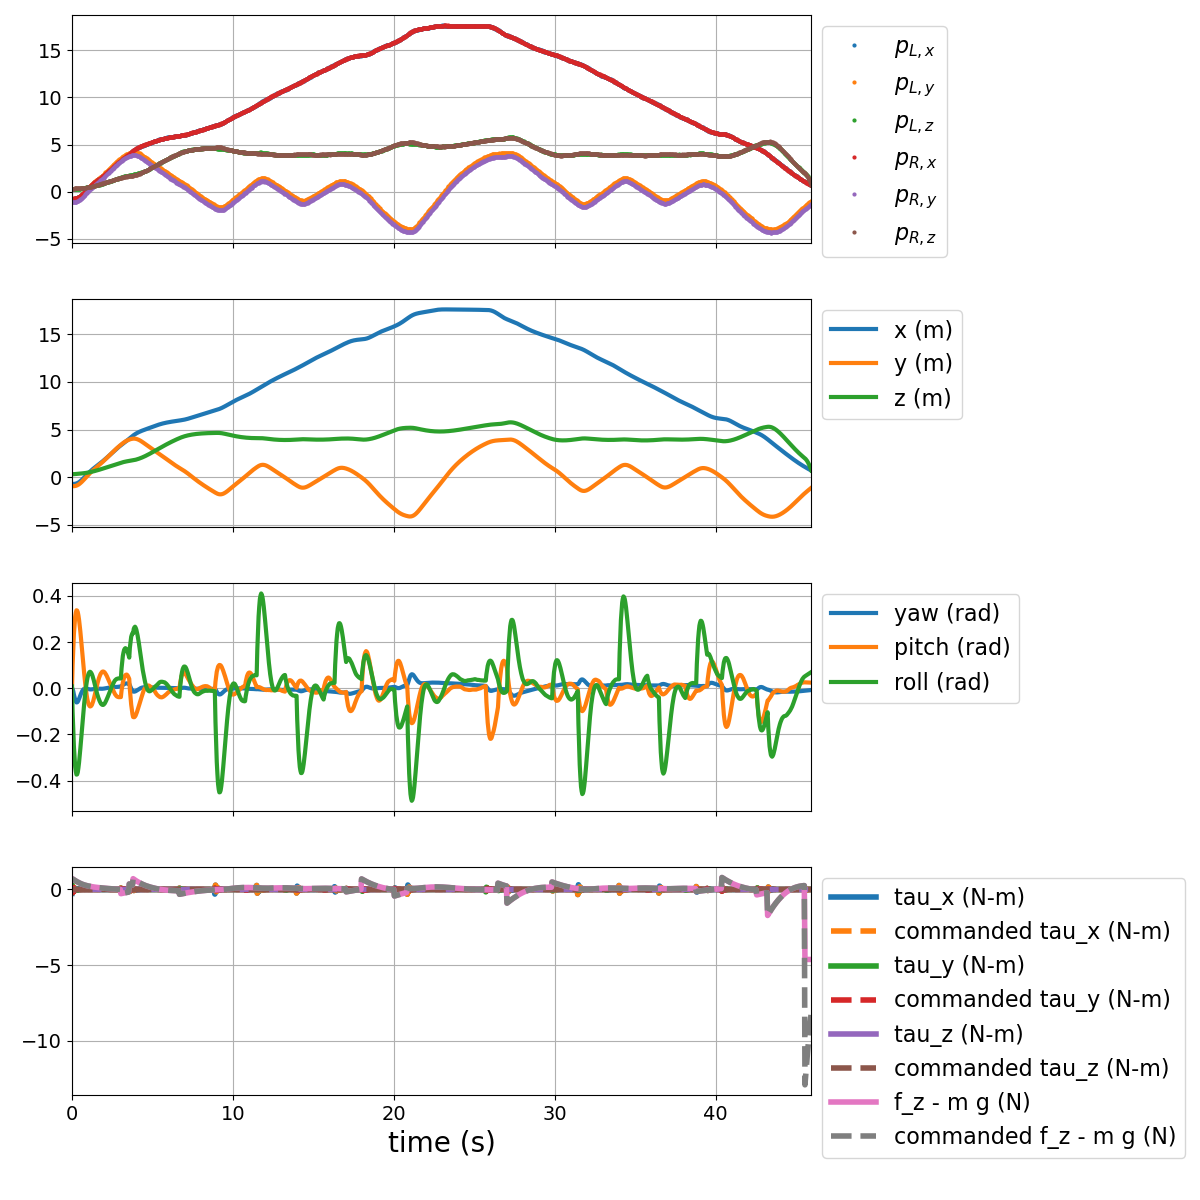 15
10
5
0
−5
p_{L,x}
p_{L,y}
p_{L,z}
p_{R,x}
p_{R,y}
p_{R,z}
15
10
5
0
−5
x (m)
y (m)
z (m)
0.4
0.2
0.0
−0.2
−0.4
yaw (rad)
pitch (rad)
roll (rad)
0
−5
−10
0 10 20 30 40
time (s)
tau_x (N-m)
commanded tau_x (N-m)
tau_y (N-m)
commanded tau_y (N-m)
tau_z (N-m)
commanded tau_z (N-m)
f_z - m g (N)
commanded f_z - m g (N)